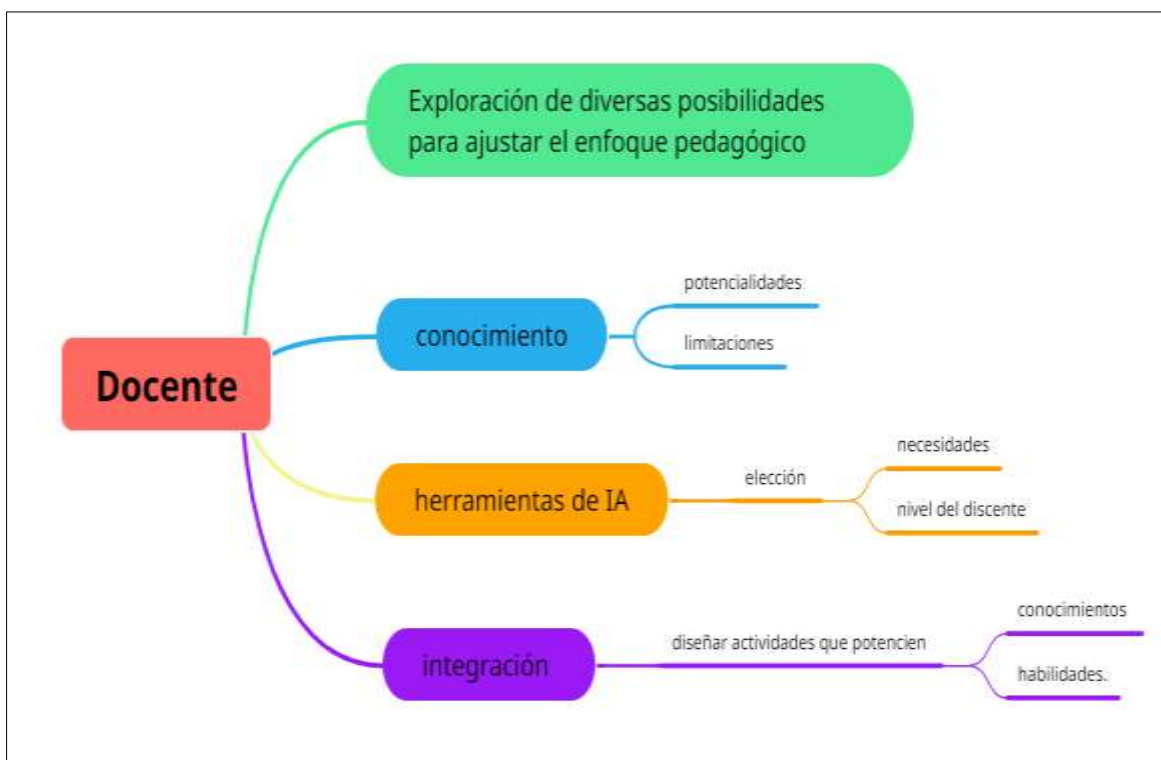 Exploración de diversas posibilidades
para ajustar el enfoque pedagógico
potencialidades
conocimiento
limitaciones
Docente
necesidades
elección
herramientas de IA
nivel del discente
conocimientos
diseñar actividades que potencien
integración
habilidades.